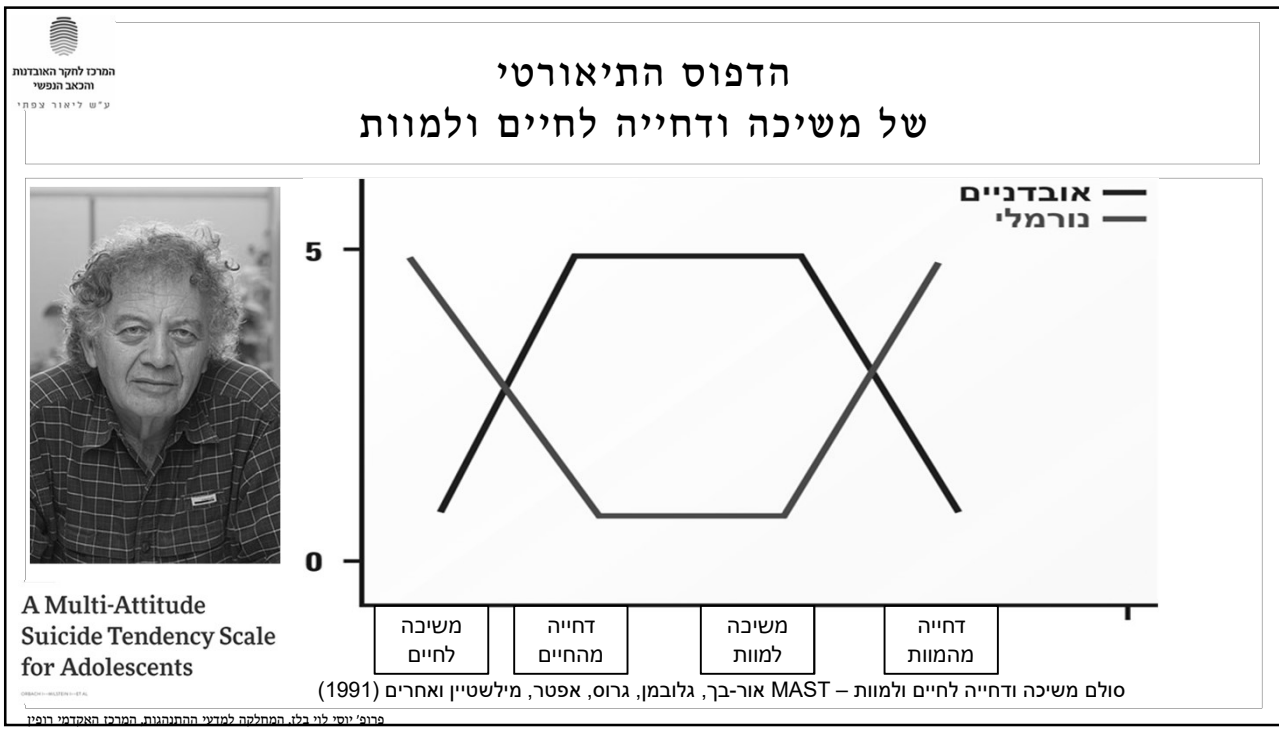 המרכז לחקר האובדנות
והכאב הנפשי
ע"ש ליאור צפתי
הדפוס התיאורטי
של משיכה ודחייה לחיים ולמוות
אובדניים
נורמלי
5
0
משיכה
לחיים
דחייה
מהחיים
משיכה
למוות
דחייה
מהמוות
A Multi-Attitude
Suicide Tendency Scale
for Adolescents
סולם משיכה ודחייה לחיים ולמוות – MAST אור-בך, גלובמן, גרוס, אפטר, מילשטיין ואחרים (1991)
פרופ' יוסי לוי בלז, המחלקה למדעי ההתנהגות, המרכז האקדמי רופין